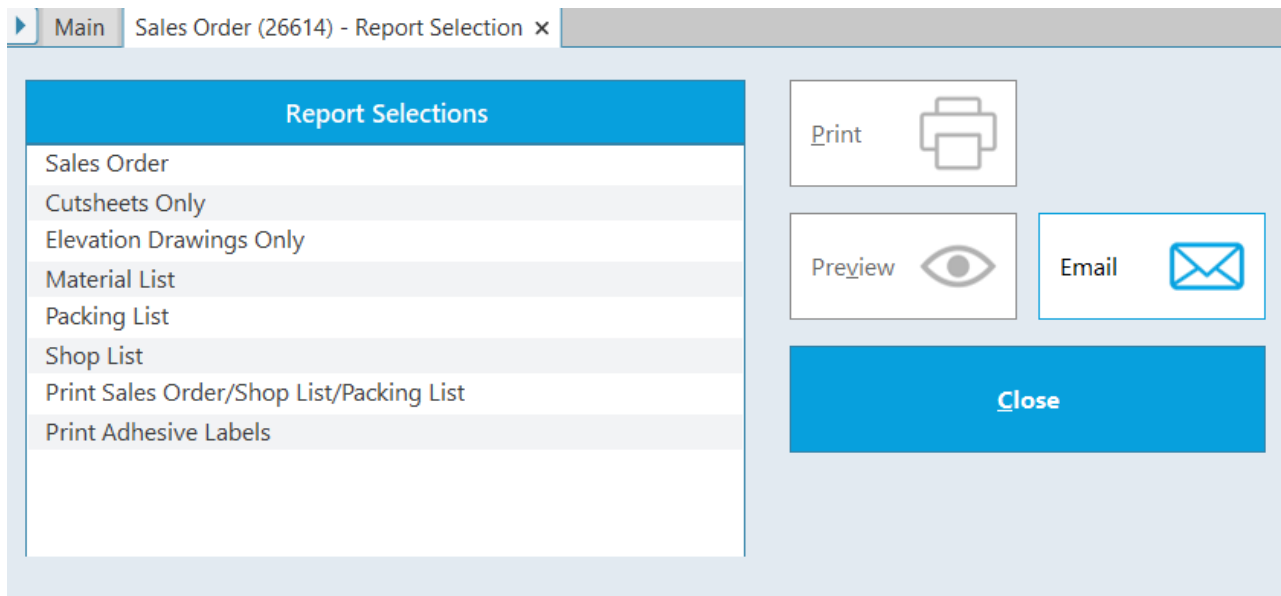 Main
Sales Order (26614) - Report Selection ×
Report Selections
Sales Order
Cutsheets Only
Elevation Drawings Only
Material List
Packing List
Shop List
Print Sales Order/Shop List/Packing List
Print Adhesive Labels
Print
Preview
Email
Close